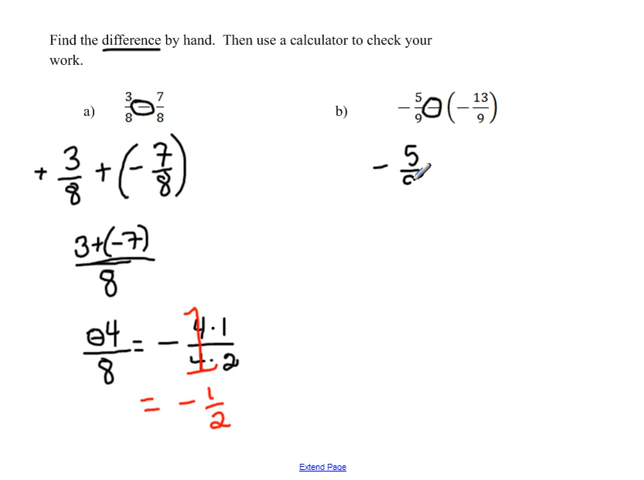 Find the difference by hand. Then use a calculator to check your
work.
a) 3/8 − 7/8
b) −5/9 − (−13/9)
+ 3/8 + (−7/8)
− 5/
3+(−7)/8
−4/8 = − 4·1/4·2
= − 1/2
Extend Page